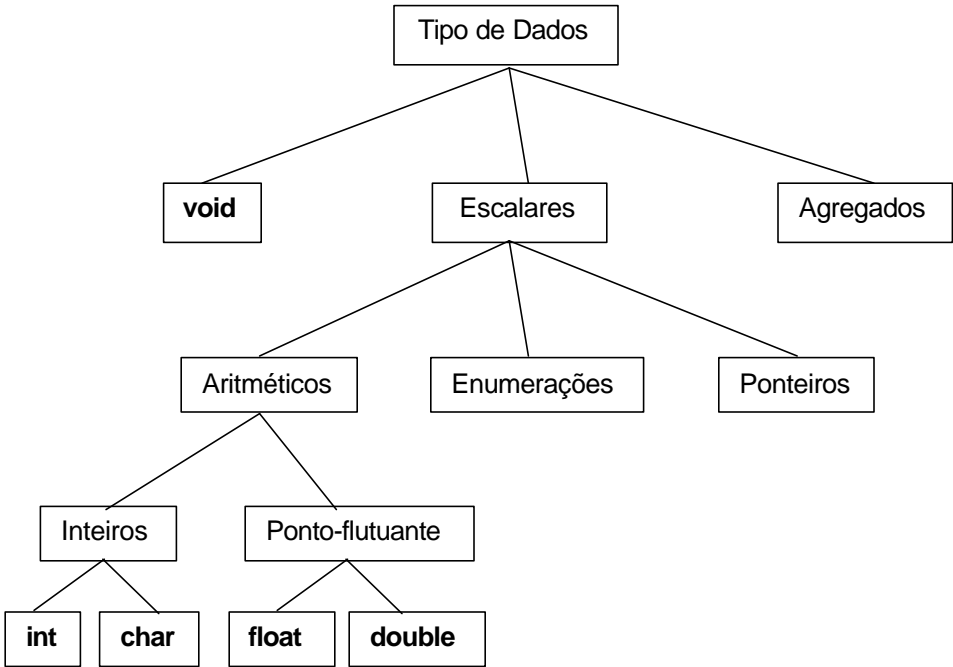 Tipo de Dados
void
Escalares
Agregados
Aritméticos
Enumerações
Ponteiros
Inteiros
Ponto-flutuante
int
char
float
double